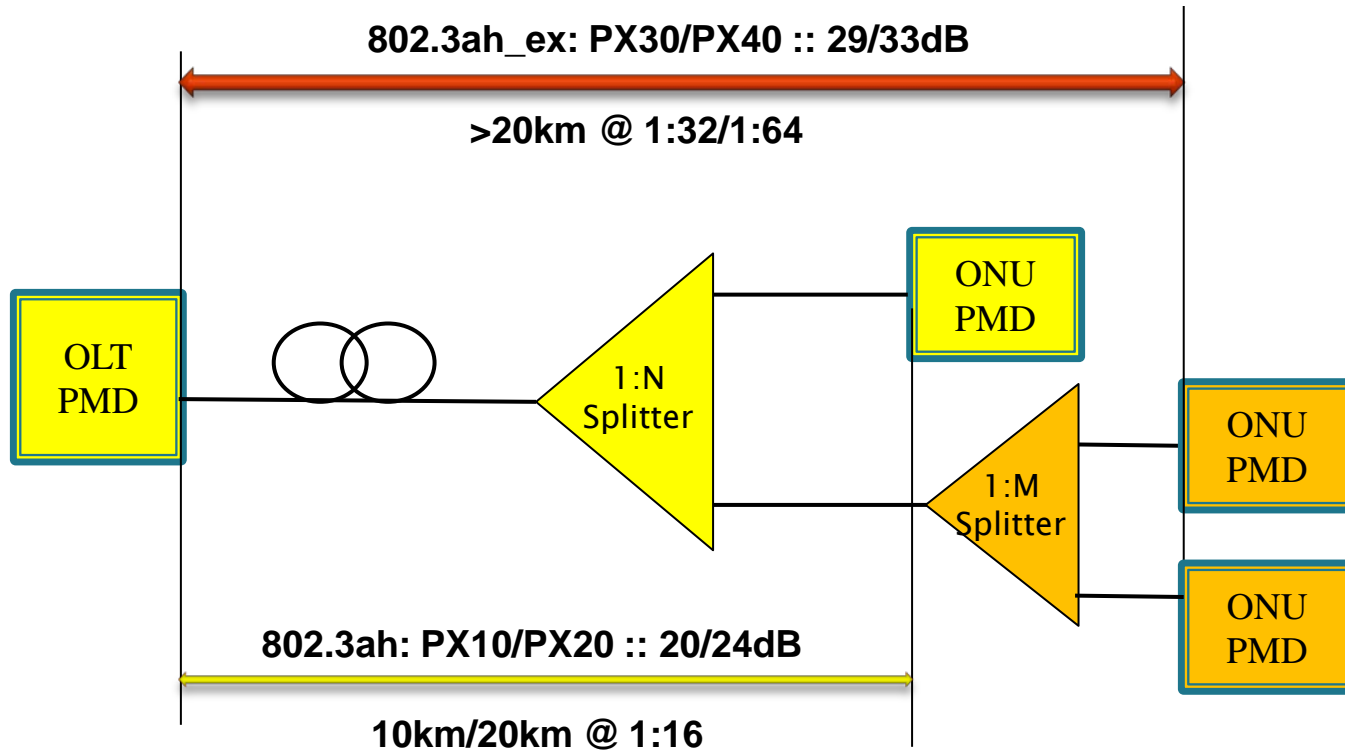 802.3ah_ex: PX30/PX40 :: 29/33dB
>20km @ 1:32/1:64
ONU
PMD
OLT
PMD
1:N
Splitter
ONU
PMD
1:M
Splitter
ONU
PMD
802.3ah: PX10/PX20 :: 20/24dB
10km/20km @ 1:16